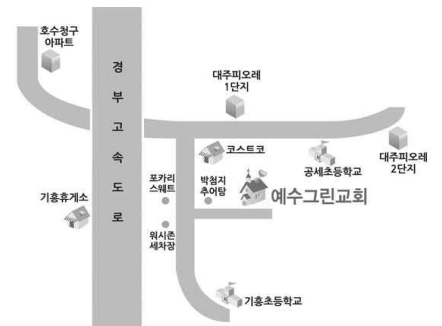 호수청구
아파트
경
부
고
속
도
로
대주피오레
1단지
코스트코
공세초등학교
대주피오레
2단지
포카리
스웨트
박첨지
추어탕
기흥휴게소
예수그린교회
워시존
세차장
기흥초등학교